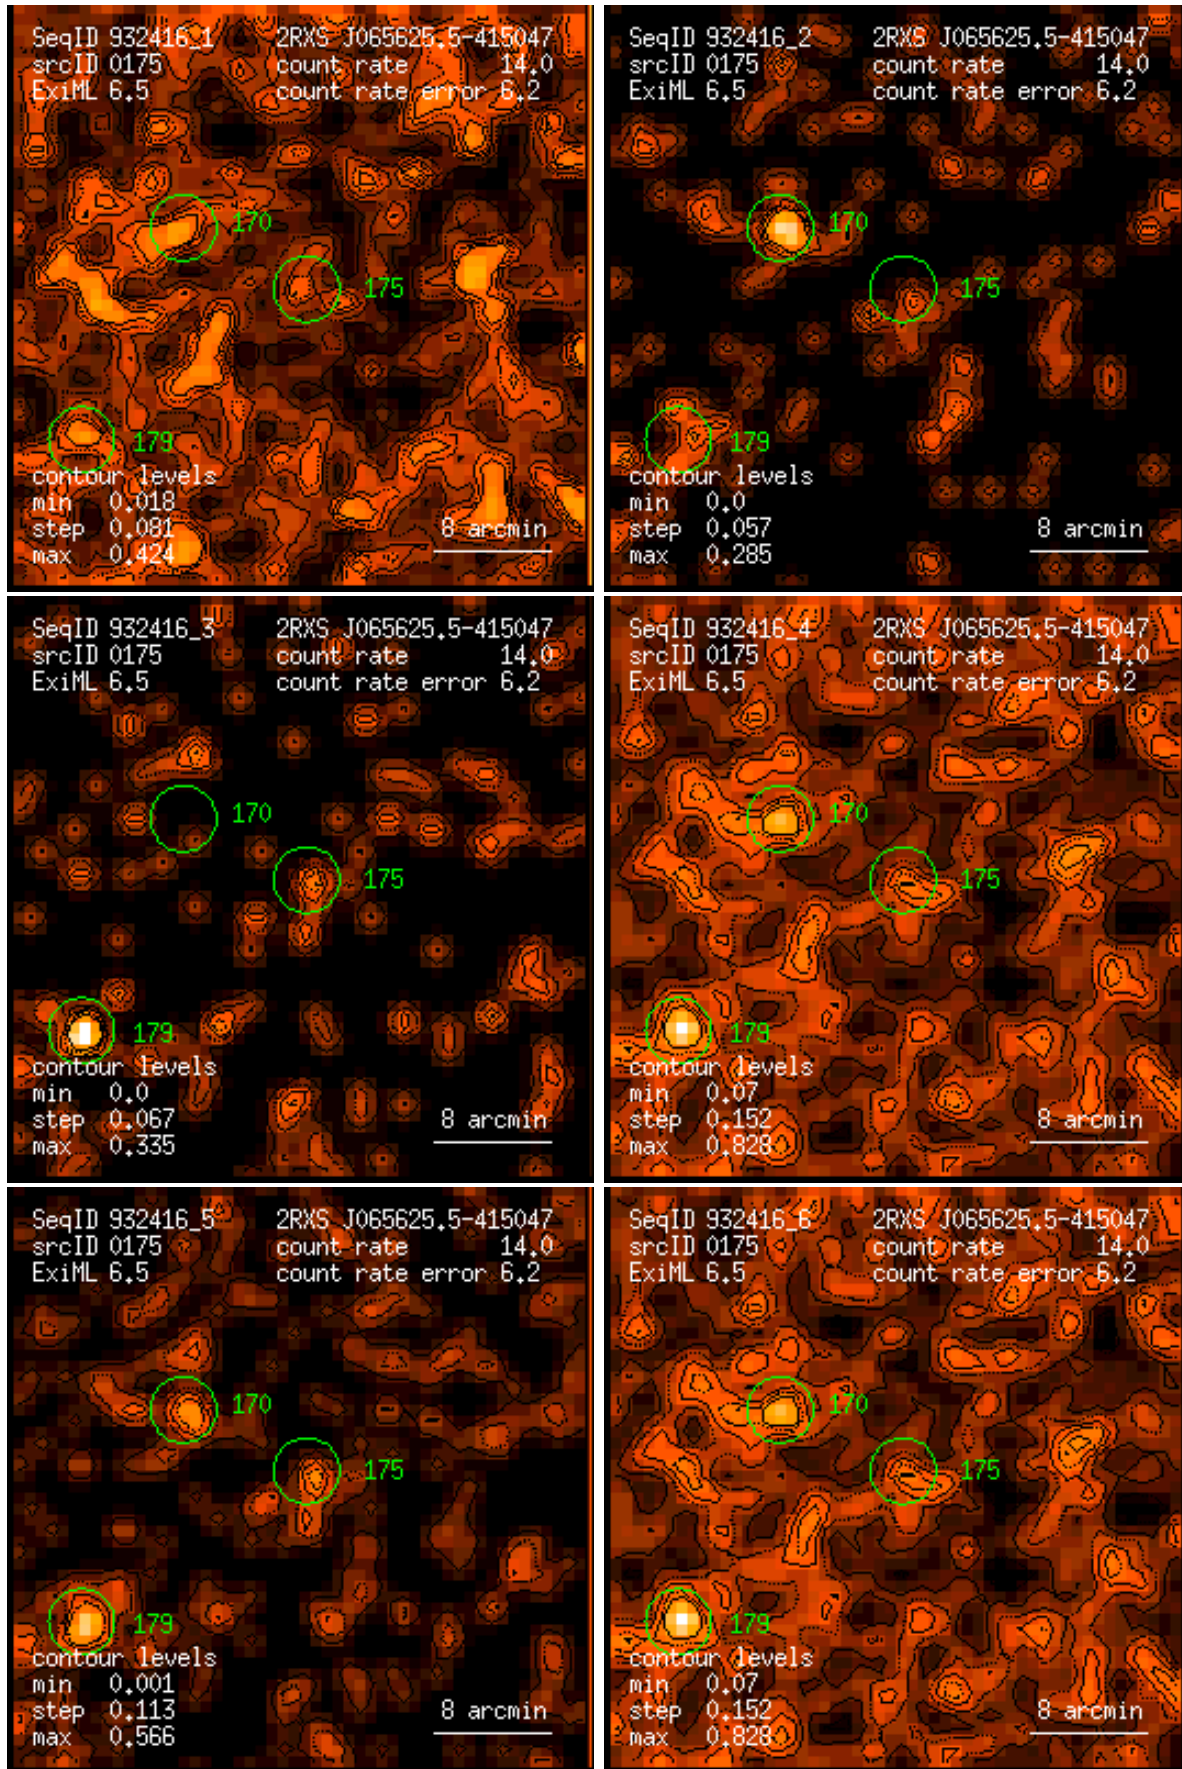 SeqID 932416_1 2RXS J065625.5-415047
srcID 0175 count rate 14.0
ExiML 6.5 count rate error 6.2
170
175
179
contour levels
min 0.018
step 0.081 8 arcmin
max 0.424
SeqID 932416_2 2RXS J065625.5-415047
srcID 0175 count rate 14.0
ExiML 6.5 count rate error 6.2
170
175
179
contour levels
min 0.0
step 0.057 8 arcmin
max 0.285
SeqID 932416_3 2RXS J065625.5-415047
srcID 0175 count rate 14.0
ExiML 6.5 count rate error 6.2
170
175
179
contour levels
min 0.0
step 0.067 8 arcmin
max 0.335
SeqID 932416_4 2RXS J065625.5-415047
srcID 0175 count rate 14.0
ExiML 6.5 count rate error 6.2
170
175
179
contour levels
min 0.07
step 0.152 8 arcmin
max 0.828
SeqID 932416_5 2RXS J065625.5-415047
srcID 0175 count rate 14.0
ExiML 6.5 count rate error 6.2
170
175
179
contour levels
min 0.001
step 0.113 8 arcmin
max 0.566
SeqID 932416_6 2RXS J065625.5-415047
srcID 0175 count rate 14.0
ExiML 6.5 count rate error 6.2
170
175
179
contour levels
min 0.07
step 0.152 8 arcmin
max 0.828